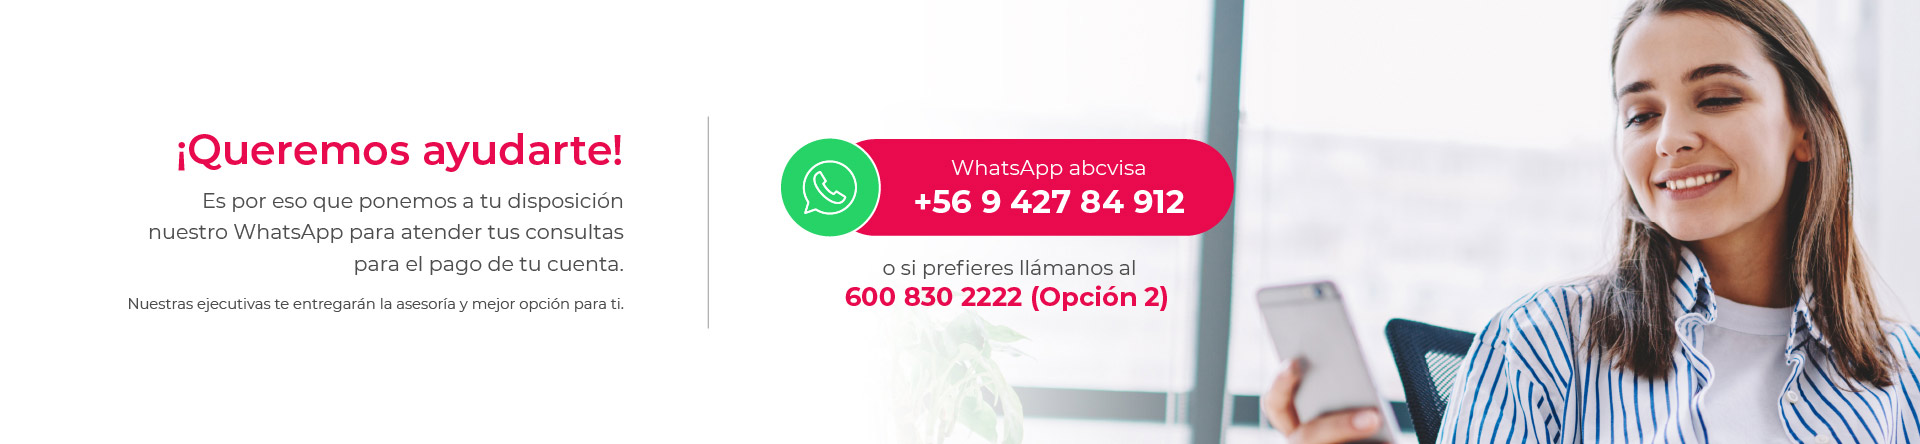 ¡Queremos ayudarte!
Es por eso que ponemos a tu disposición
nuestro WhatsApp para atender tus consultas
para el pago de tu cuenta.
Nuestras ejecutivas te entregarán la asesoría y mejor opción para ti.
WhatsApp abcvisa
+56 9 427 84 912
o si prefieres llámanos al
600 830 2222 (Opción 2)